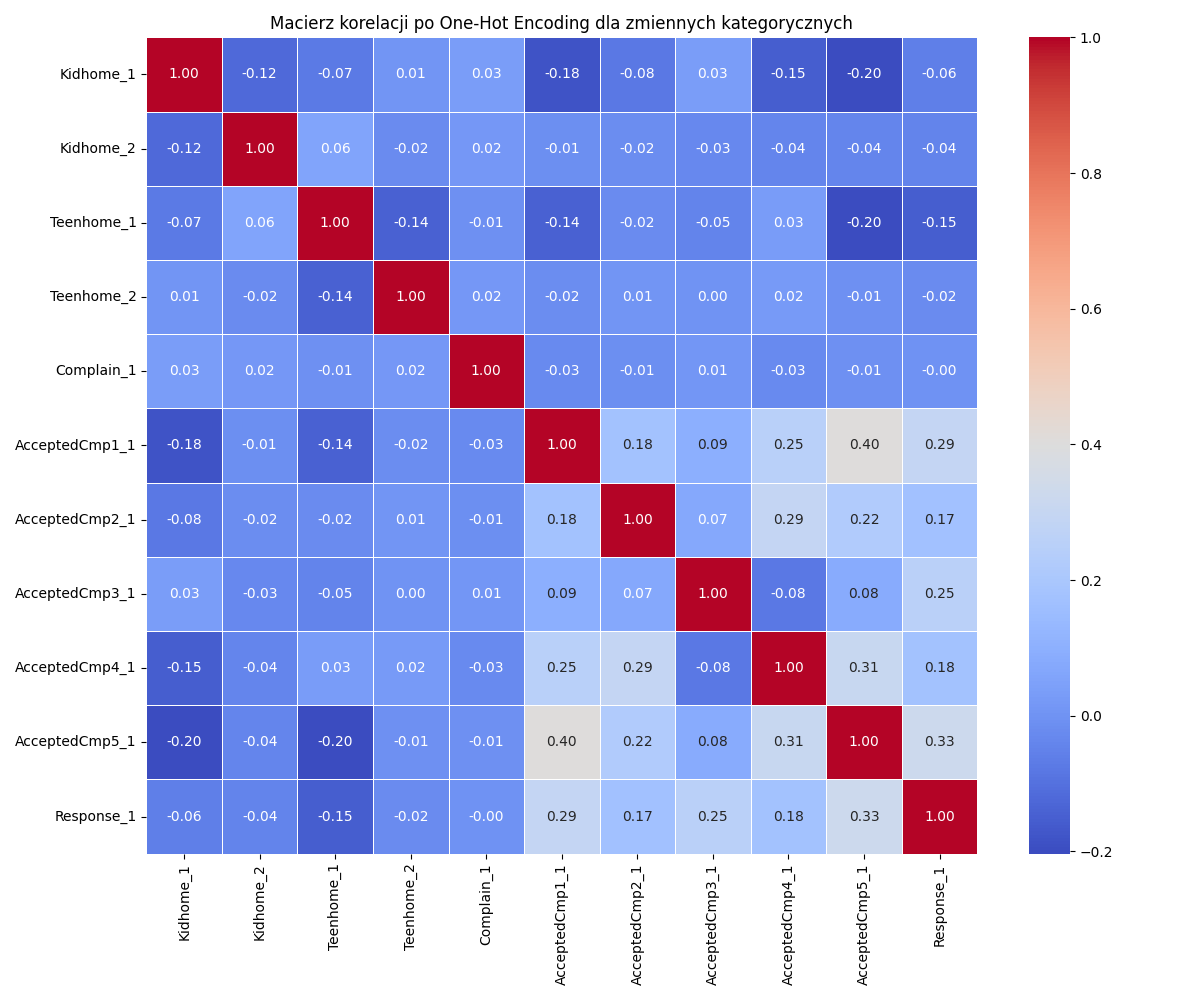 Macierz korelacji po One-Hot Encoding dla zmiennych kategorycznych
Kidhome_1 1.00 -0.12 -0.07 0.01 0.03 -0.18 -0.08 0.03 -0.15 -0.20 -0.06
Kidhome_2 -0.12 1.00 0.06 -0.02 0.02 -0.01 -0.02 -0.03 -0.04 -0.04 -0.04
Teenhome_1 -0.07 0.06 1.00 -0.14 -0.01 -0.14 -0.02 -0.05 0.03 -0.20 -0.15
Teenhome_2 0.01 -0.02 -0.14 1.00 0.02 -0.02 0.01 0.00 0.02 -0.01 -0.02
Complain_1 0.03 0.02 -0.01 0.02 1.00 -0.03 -0.01 0.01 -0.03 -0.01 -0.00
AcceptedCmp1_1 -0.18 -0.01 -0.14 -0.02 -0.03 1.00 0.18 0.09 0.25 0.40 0.29
AcceptedCmp2_1 -0.08 -0.02 -0.02 0.01 -0.01 0.18 1.00 0.07 0.29 0.22 0.17
AcceptedCmp3_1 0.03 -0.03 -0.05 0.00 0.01 0.09 0.07 1.00 -0.08 0.08 0.25
AcceptedCmp4_1 -0.15 -0.04 0.03 0.02 -0.03 0.25 0.29 -0.08 1.00 0.31 0.18
AcceptedCmp5_1 -0.20 -0.04 -0.20 -0.01 -0.01 0.40 0.22 0.08 0.31 1.00 0.33
Response_1 -0.06 -0.04 -0.15 -0.02 -0.00 0.29 0.17 0.25 0.18 0.33 1.00
Kidhome_1
Kidhome_2
Teenhome_1
Teenhome_2
Complain_1
AcceptedCmp1_1
AcceptedCmp2_1
AcceptedCmp3_1
AcceptedCmp4_1
AcceptedCmp5_1
Response_1
1.0
0.8
0.6
0.4
0.2
0.0
−0.2